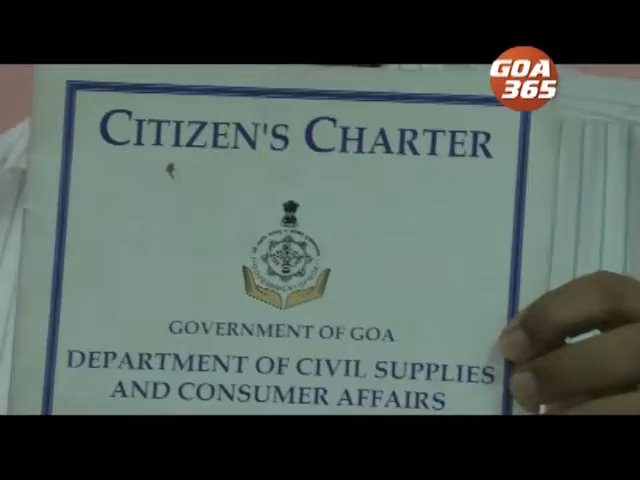 GOA
365
CITIZEN'S CHARTER
GOVERNMENT OF GOA
DEPARTMENT OF CIVIL SUPPLIES
AND CONSUMER AFFAIRS